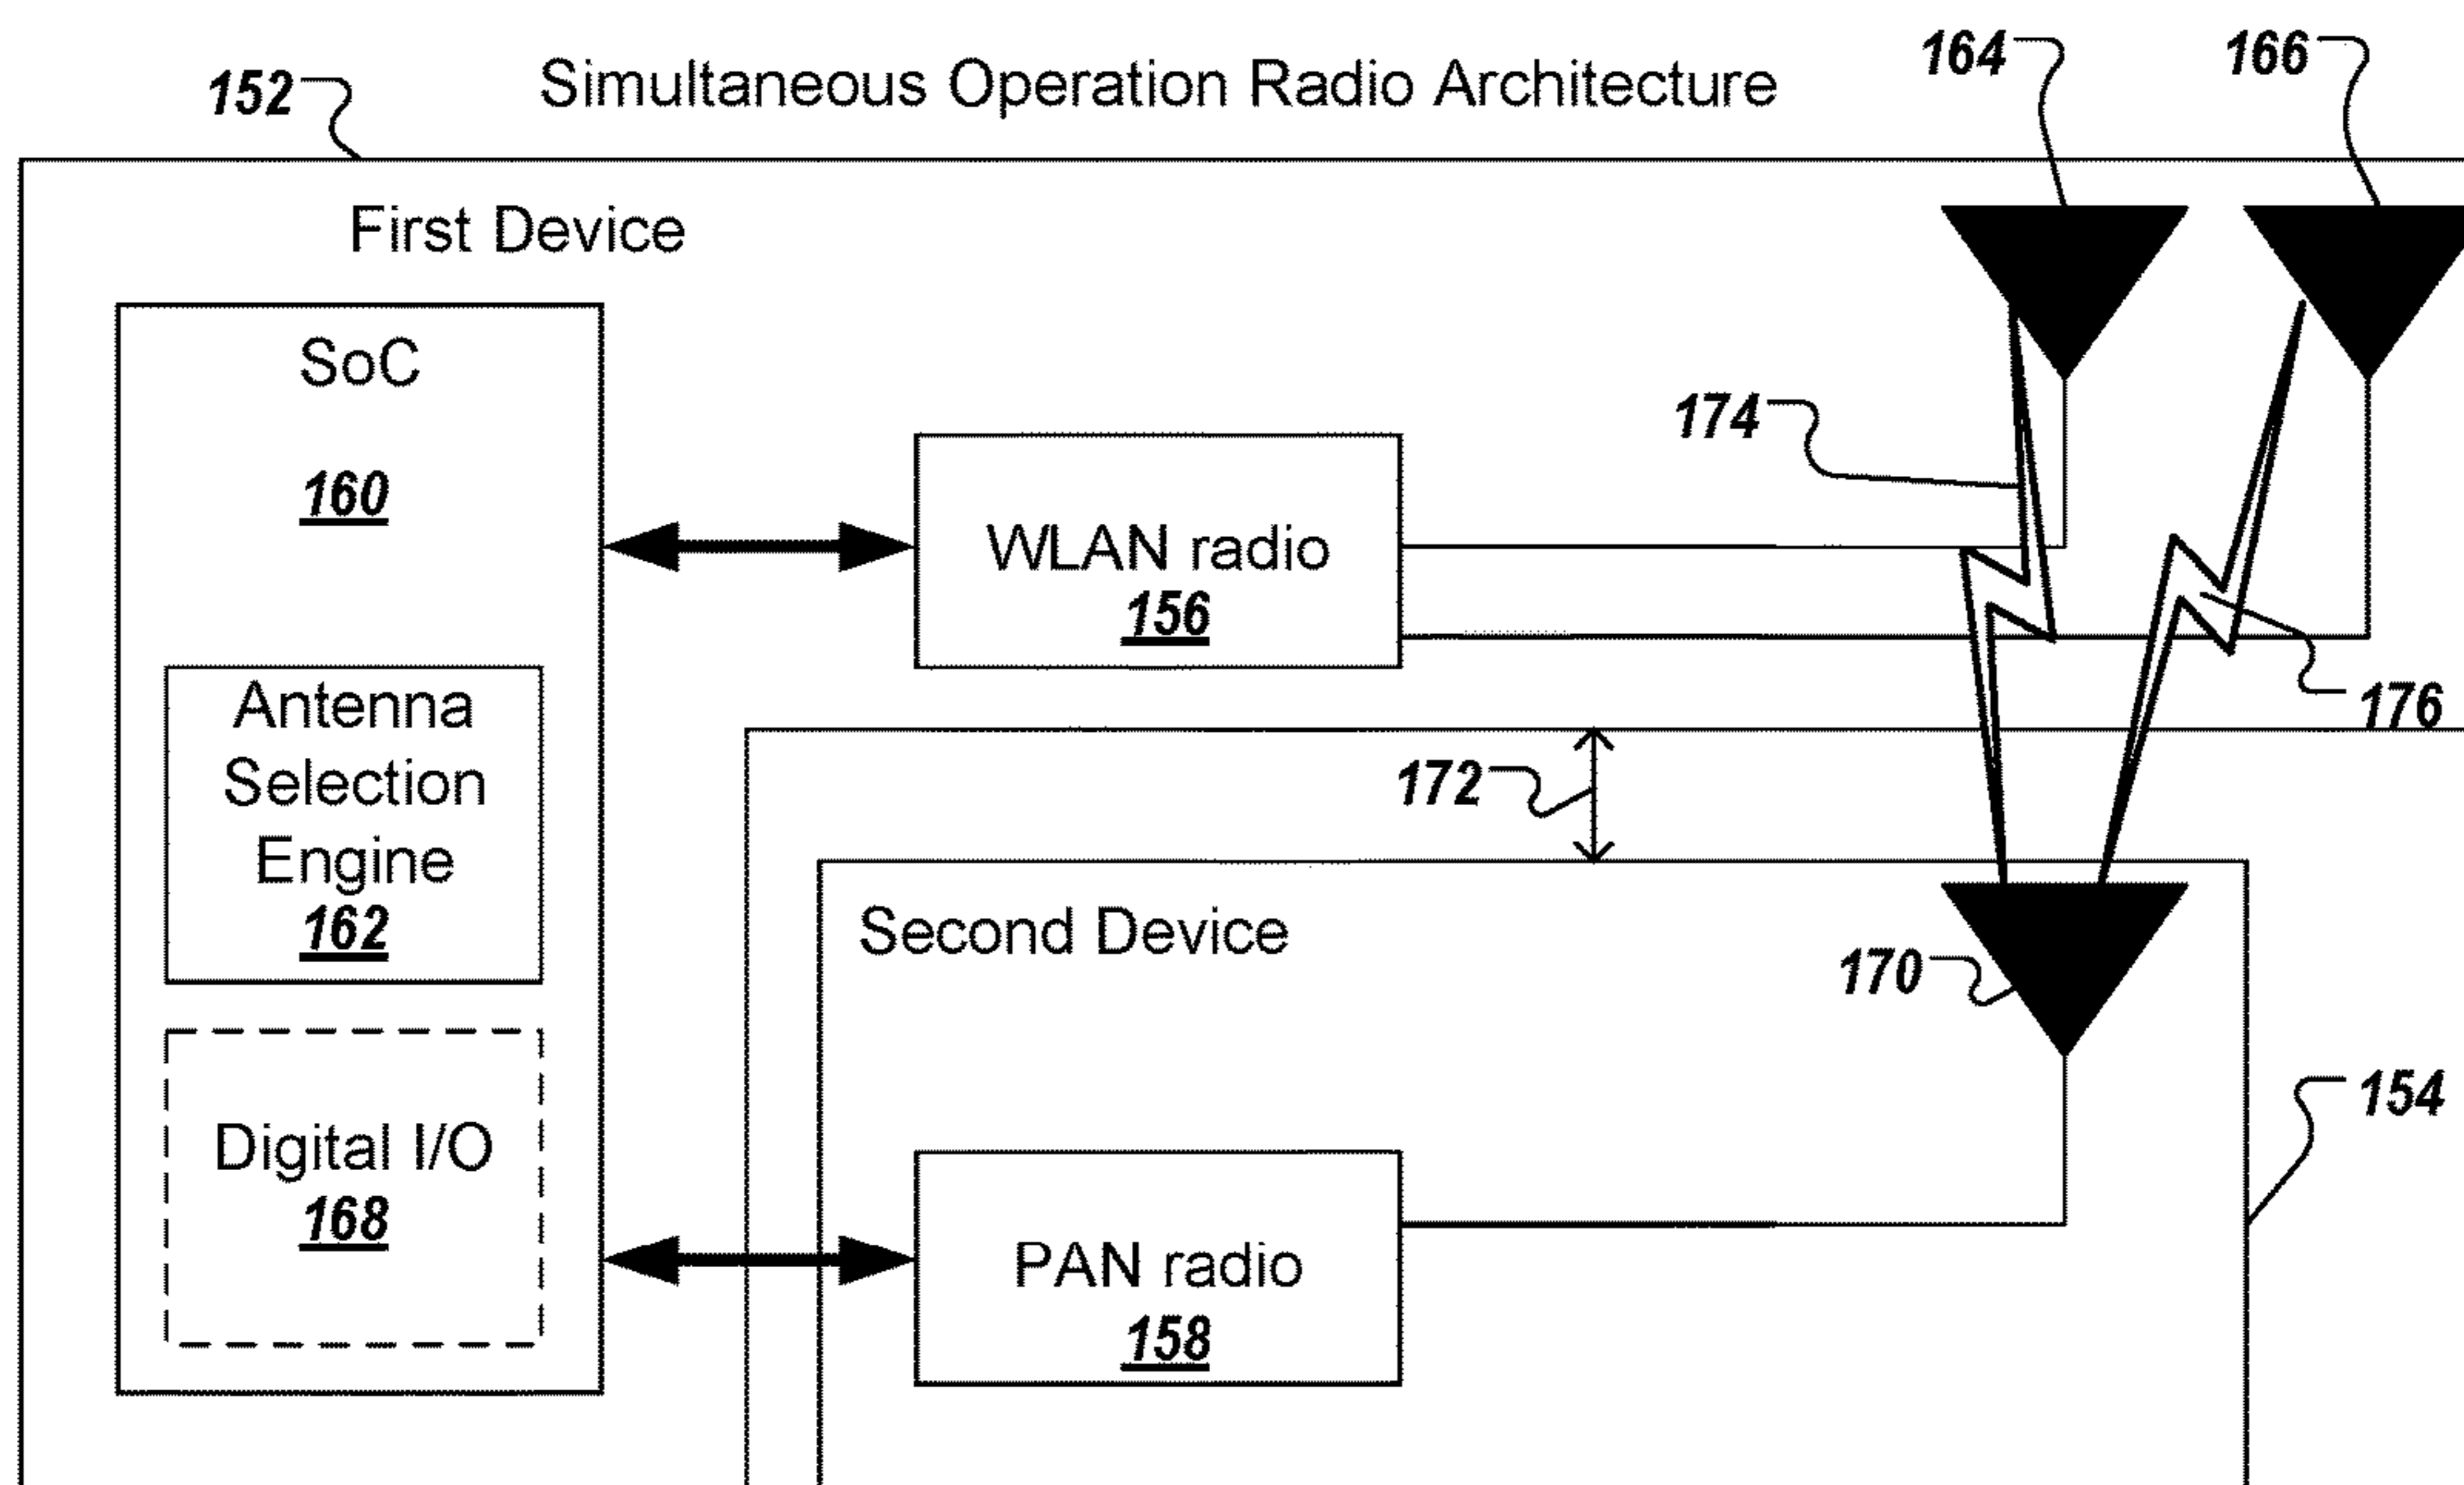 Simultaneous Operation Radio Architecture
152
164
166
First Device
SoC
160
174
WLAN radio
156
176
Antenna
Selection
Engine
162
172
Second Device
170
154
Digital I/O
168
PAN radio
158